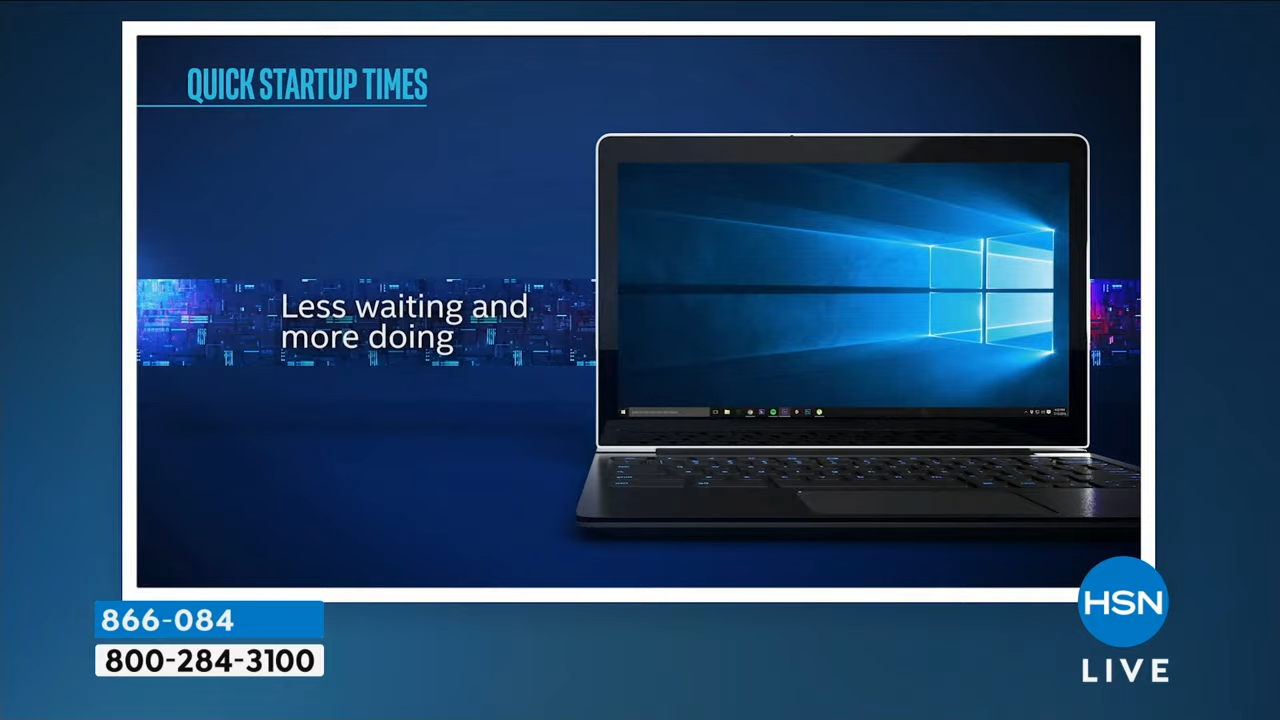 QUICK STARTUP TIMES
Less waiting and
more doing
866-084
800-284-3100
HSN
LIVE